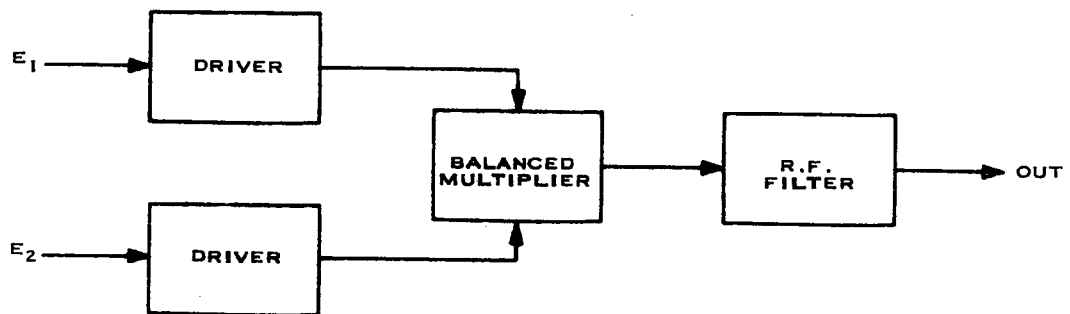 E1
DRIVER
BALANCED
MULTIPLIER
R.F.
FILTER
OUT
E2
DRIVER